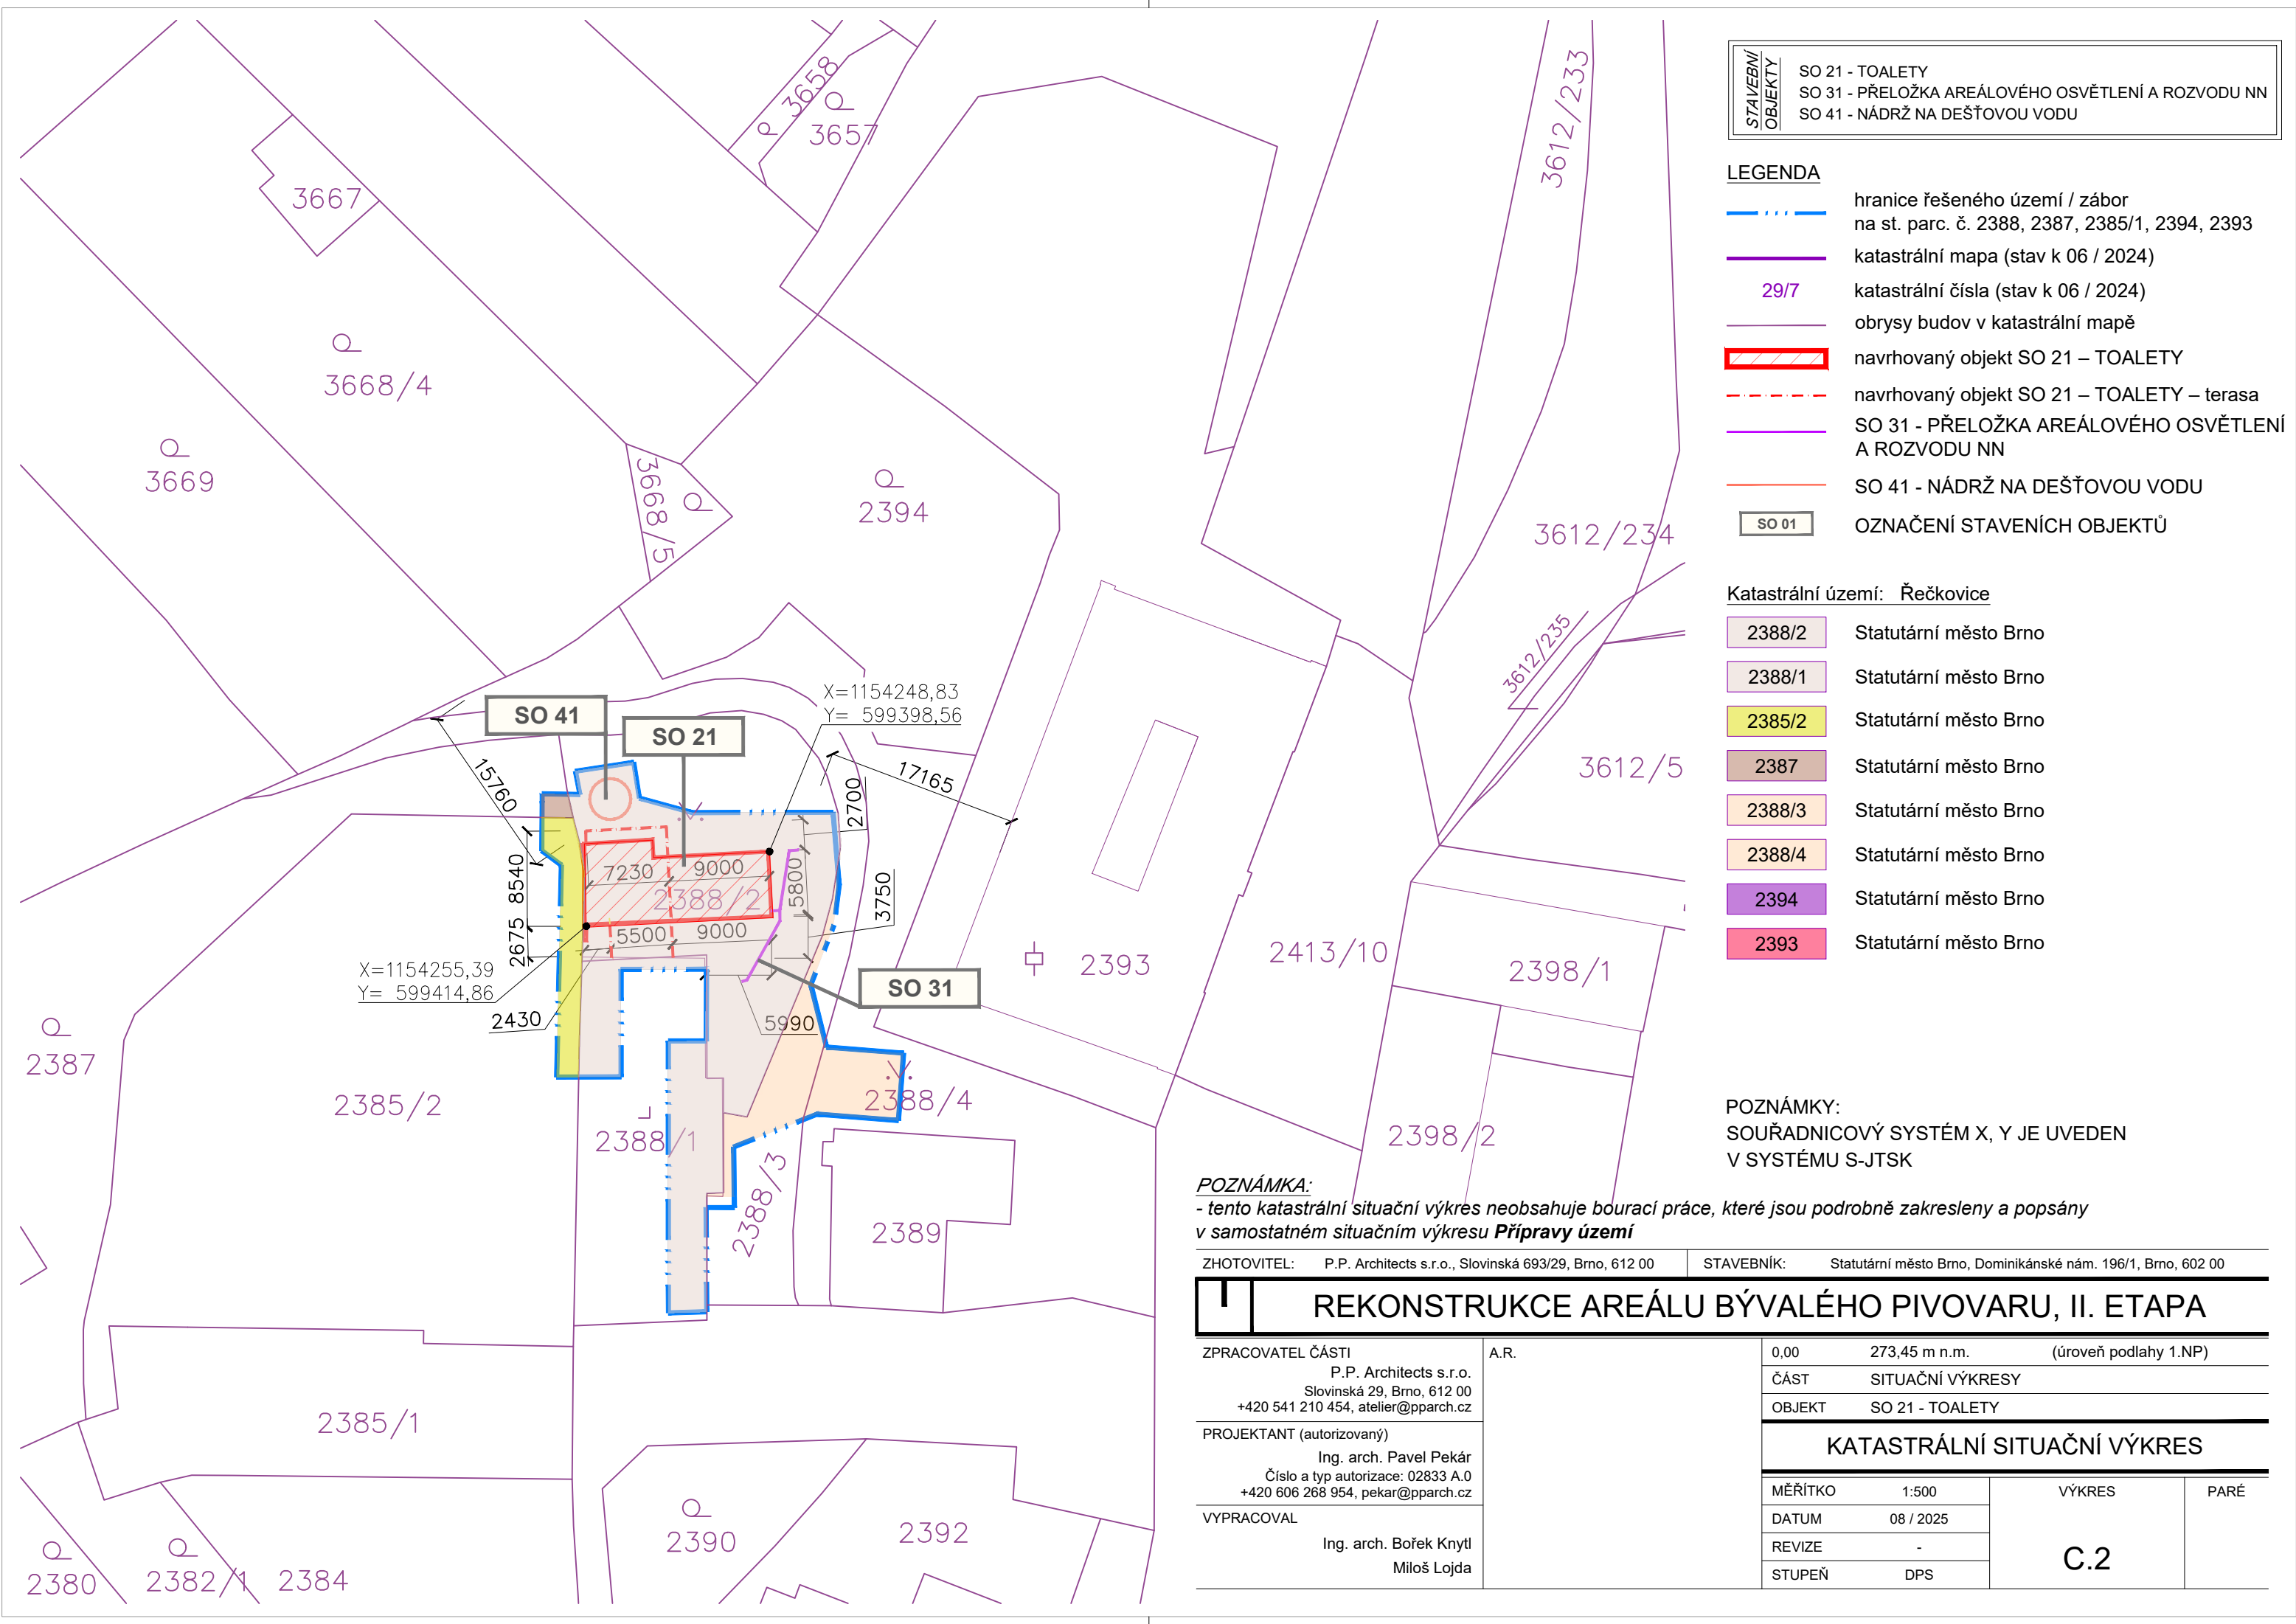 3658
3657
3612/233
3667
3668/4
3669
3668/5
2394
3612/234
3612/235
3612/5
X=1154248,83
Y= 599398,56
SO 41
SO 21
15760
17165
2700
7230
9000
5800
8540
2388/2
3750
5500
9000
2675
X=1154255,39
Y= 599414,86
2430
SO 31
5990
2393
2413/10
2398/1
2387
2385/2
2388/4
2388/1
2398/2
2388/3
2389
2385/1
2390
2392
2380
2382/1
2384
STAVEBNÍ
OBJEKTY
SO 21 - TOALETY
SO 31 - PŘELOŽKA AREÁLOVÉHO OSVĚTLENÍ A ROZVODU NN
SO 41 - NÁDRŽ NA DEŠŤOVOU VODU
LEGENDA
hranice řešeného území / zábor
na st. parc. č. 2388, 2387, 2385/1, 2394, 2393
katastrální mapa (stav k 06 / 2024)
29/7 katastrální čísla (stav k 06 / 2024)
obrysy budov v katastrální mapě
navrhovaný objekt SO 21 – TOALETY
navrhovaný objekt SO 21 – TOALETY – terasa
SO 31 - PŘELOŽKA AREÁLOVÉHO OSVĚTLENÍ
A ROZVODU NN
SO 41 - NÁDRŽ NA DEŠŤOVOU VODU
SO 01 OZNAČENÍ STAVENÍCH OBJEKTŮ
Katastrální území: Řečkovice
2388/2 Statutární město Brno
2388/1 Statutární město Brno
2385/2 Statutární město Brno
2387 Statutární město Brno
2388/3 Statutární město Brno
2388/4 Statutární město Brno
2394 Statutární město Brno
2393 Statutární město Brno
POZNÁMKY:
SOUŘADNICOVÝ SYSTÉM X, Y JE UVEDEN
V SYSTÉMU S-JTSK
POZNÁMKA:
- tento katastrální situační výkres neobsahuje bourací práce, které jsou podrobně zakresleny a popsány
v samostatném situačním výkresu Přípravy území
ZHOTOVITEL: P.P. Architects s.r.o., Slovinská 693/29, Brno, 612 00 STAVEBNÍK: Statutární město Brno, Dominikánské nám. 196/1, Brno, 602 00
REKONSTRUKCE AREÁLU BÝVALÉHO PIVOVARU, II. ETAPA
ZPRACOVATEL ČÁSTI
P.P. Architects s.r.o.
Slovinská 29, Brno, 612 00
+420 541 210 454, atelier@pparch.cz
PROJEKTANT (autorizovaný)
Ing. arch. Pavel Pekár
Číslo a typ autorizace: 02833 A.0
+420 606 268 954, pekar@pparch.cz
VYPRACOVAL
Ing. arch. Bořek Knytl
Miloš Lojda
A.R.
0,00 273,45 m n.m. (úroveň podlahy 1.NP)
ČÁST SITUAČNÍ VÝKRESY
OBJEKT SO 21 - TOALETY
KATASTRÁLNÍ SITUAČNÍ VÝKRES
MĚŘÍTKO 1:500
DATUM 08 / 2025
REVIZE -
STUPEŇ DPS
VÝKRES
C.2
PARÉ